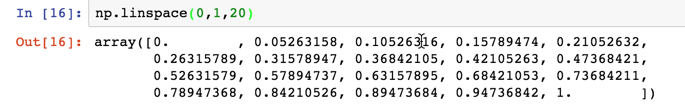 In [16]: np.linspace(0,1,20)
Out[16]: array([0.        , 0.05263158, 0.10526316, 0.15789474, 0.21052632,
0.26315789, 0.31578947, 0.36842105, 0.42105263, 0.47368421,
0.52631579, 0.57894737, 0.63157895, 0.68421053, 0.73684211,
0.78947368, 0.84210526, 0.89473684, 0.94736842, 1.        ])